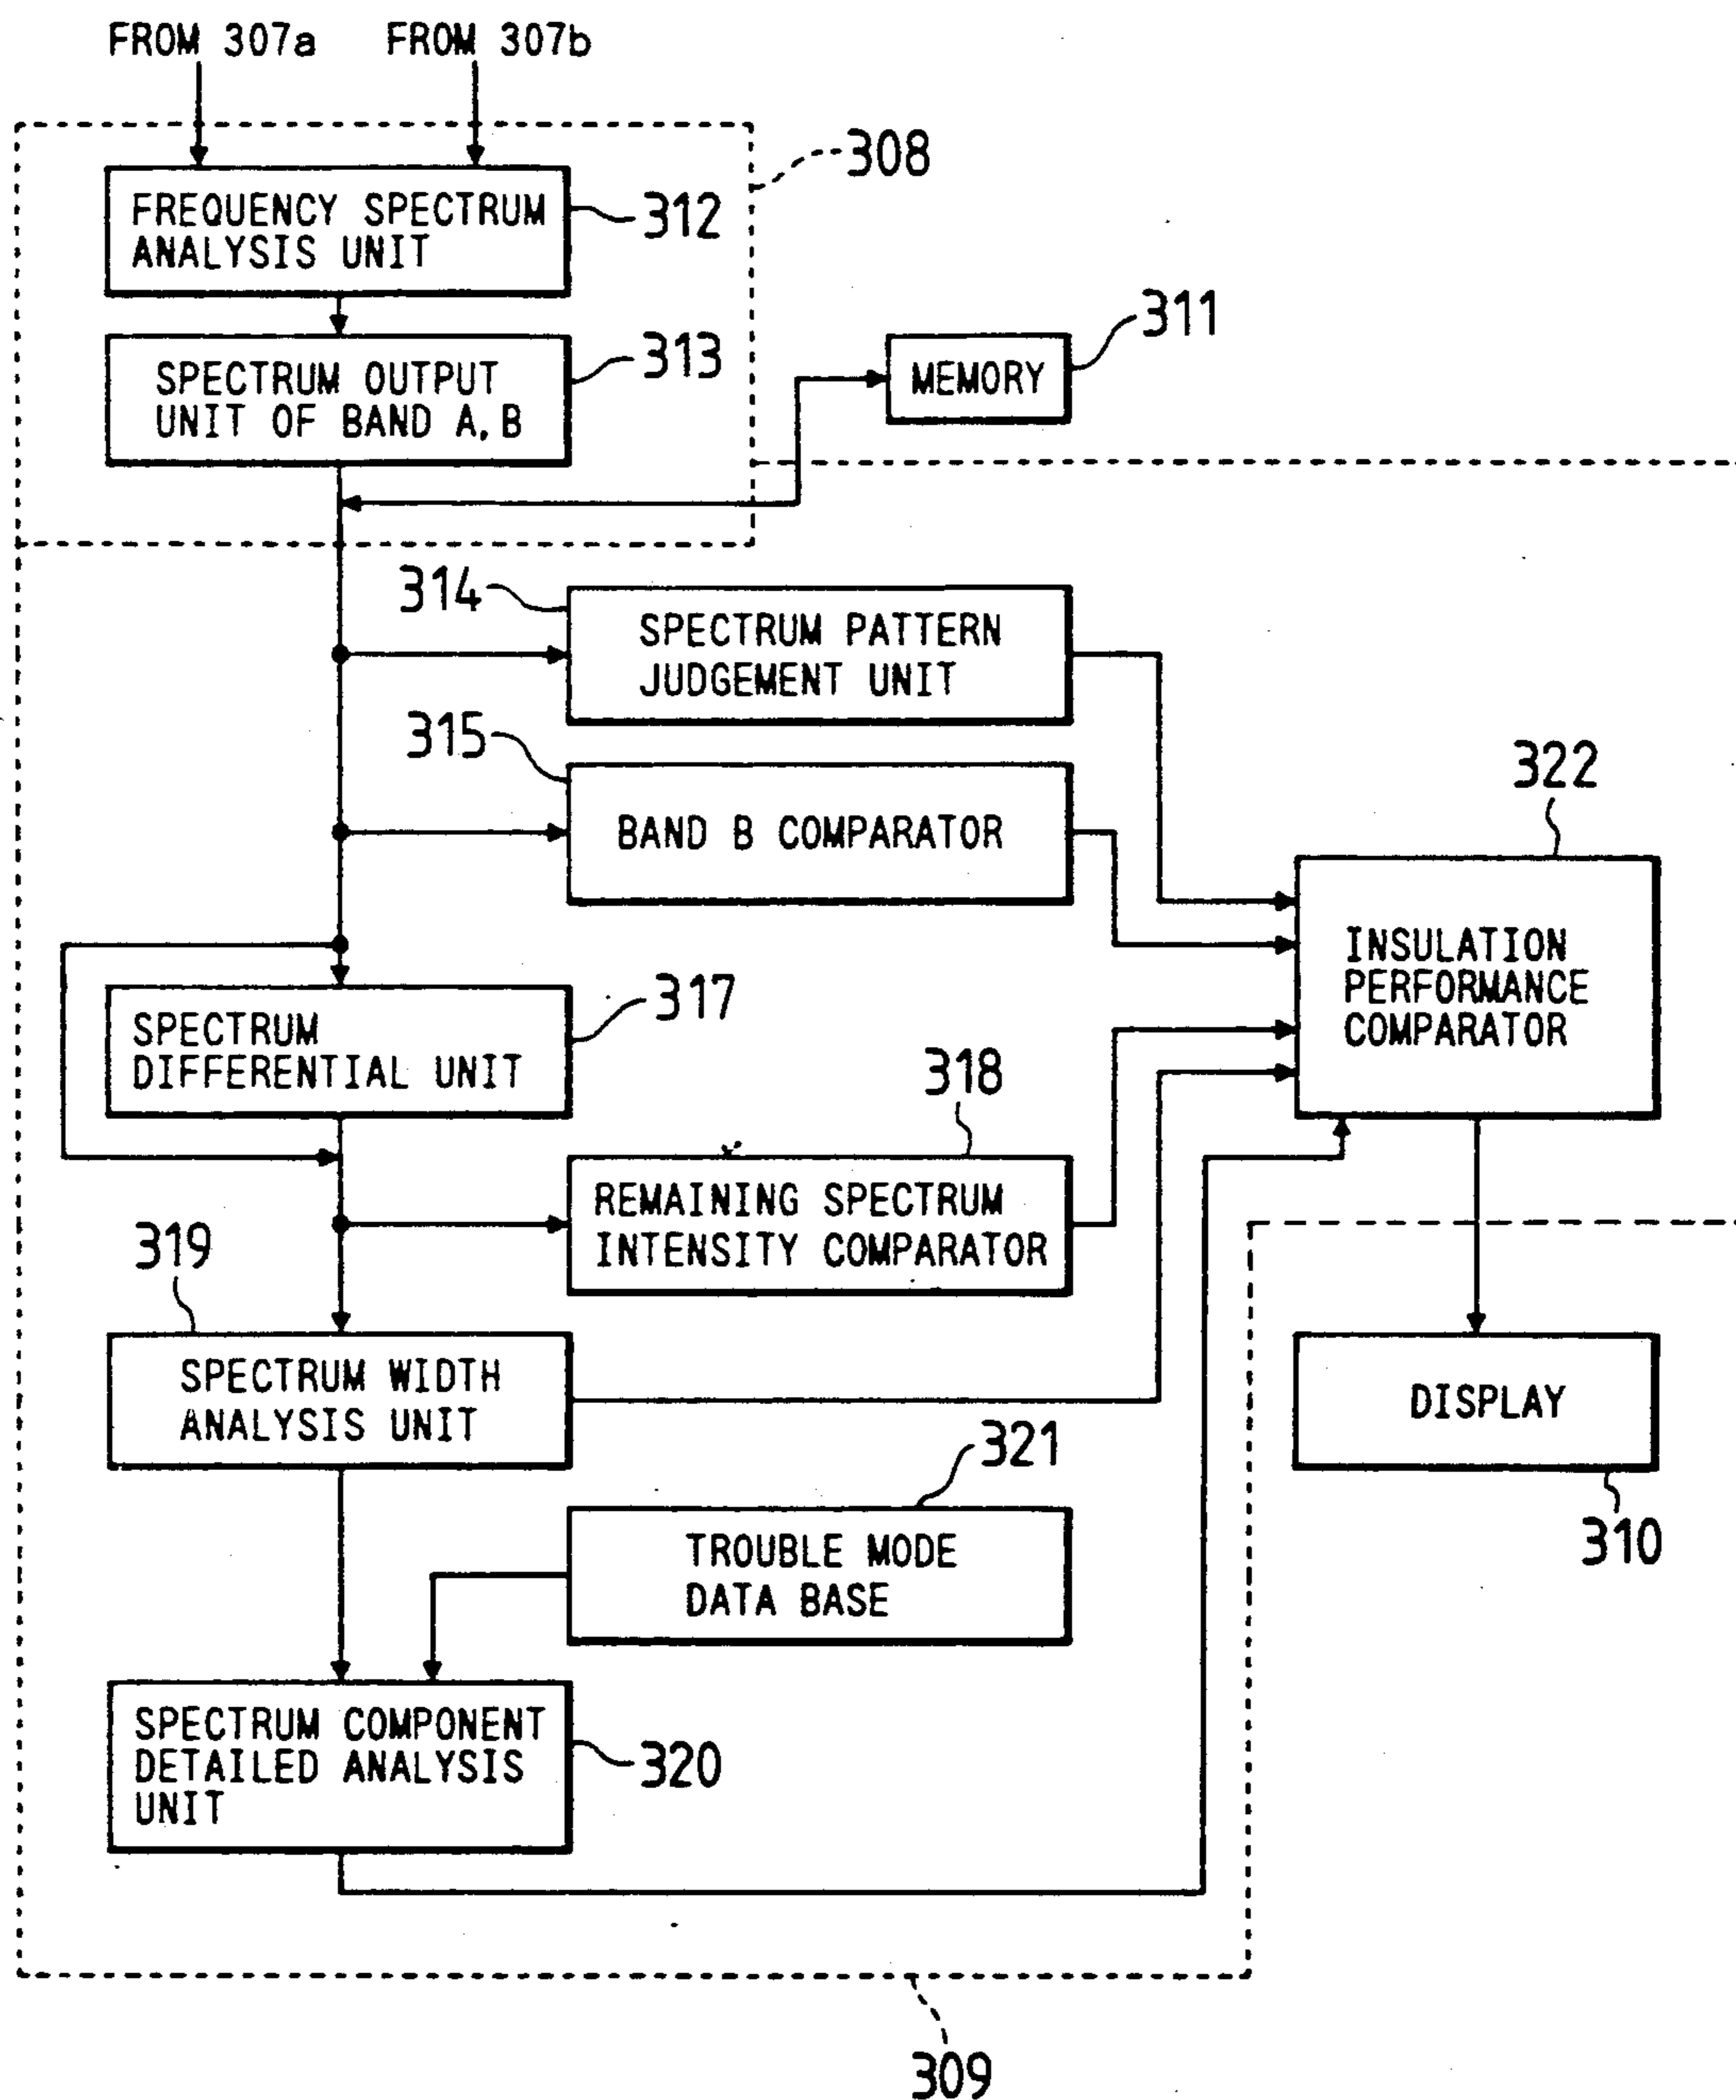 FROM 307a FROM 307b
308
FREQUENCY SPECTRUM
ANALYSIS UNIT
312
311
SPECTRUM OUTPUT
UNIT OF BAND A, B
313
MEMORY
314
SPECTRUM PATTERN
JUDGEMENT UNIT
315
BAND B COMPARATOR
322
INSULATION
PERFORMANCE
COMPARATOR
SPECTRUM
DIFFERENTIAL UNIT
317
318
REMAINING SPECTRUM
INTENSITY COMPARATOR
319
SPECTRUM WIDTH
ANALYSIS UNIT
DISPLAY
310
321
TROUBLE MODE
DATA BASE
SPECTRUM COMPONENT
DETAILED ANALYSIS
UNIT
320
309